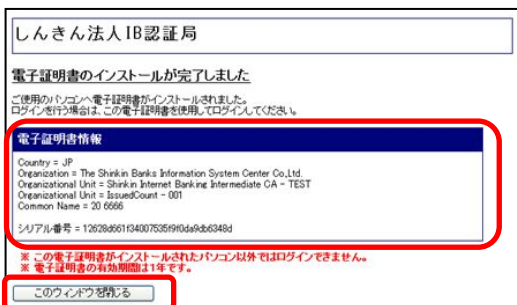 しんきん法人IB認証局
電子証明書のインストールが完了しました
ご使用のパソコンへ電子証明書がインストールされました。
ログインを行う場合は、この電子証明書を使用してログインしてください。
電子証明書情報
Country = JP
Organization = The Shinkin Banks Information System Center Co.,Ltd.
Organizational Unit = Shinkin Internet Banking Intermediate CA - TEST
Organizational Unit = IssuedCount - 001
Common Name = 20 6666
シリアル番号 = 12628d661f34007535f9f0da9db6348d
※ この電子証明書がインストールされたパソコン以外ではログインできません。
※ 電子証明書の有効期間は1年です。
このウィンドウを閉じる